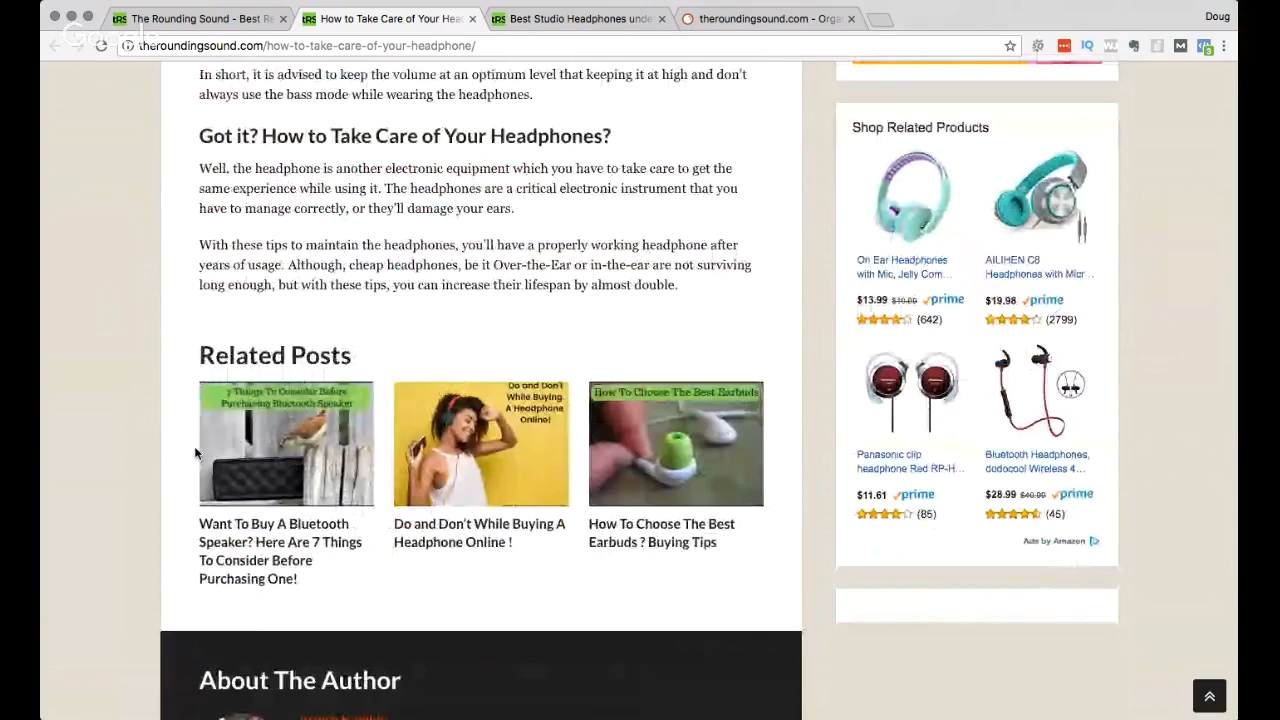 The Rounding Sound - Best Re
How to Take Care of Your Hea
Best Studio Headphones unde
theroundingsound.com - Orga
Doug
Google
theroundingsound.com/how-to-take-care-of-your-headphone/
In short, it is advised to keep the volume at an optimum level that keeping it at high and don't
always use the bass mode while wearing the headphones.
Got it? How to Take Care of Your Headphones?
Well, the headphone is another electronic equipment which you have to take care to get the
same experience while using it. The headphones are a critical electronic instrument that you
have to manage correctly, or they'll damage your ears.
With these tips to maintain the headphones, you'll have a properly working headphone after
years of usage. Although, cheap headphones, be it Over-the-Ear or in-the-ear are not surviving
long enough, but with these tips, you can increase their lifespan by almost double.
Related Posts
7 Things To Consider Before
Purchasing Bluetooth Speaker
Do and Don't
While Buying
A Headphone
Online!
How To Choose The Best Earbuds
Want To Buy A Bluetooth
Speaker? Here Are 7 Things
To Consider Before
Purchasing One!
Do and Don't While Buying A
Headphone Online !
How To Choose The Best
Earbuds ? Buying Tips
About The Author
Shop Related Products
On Ear Headphones
with Mic, Jelly Com...
$13.99 $19.99 prime
(642)
AILIHEN C8
Headphones with Micr...
$19.98 prime
(2799)
Panasonic clip
headphone Red RP-H...
$11.61 prime
(85)
Bluetooth Headphones,
dodocool Wireless 4...
$28.99 $49.99 prime
(45)
Ads by Amazon